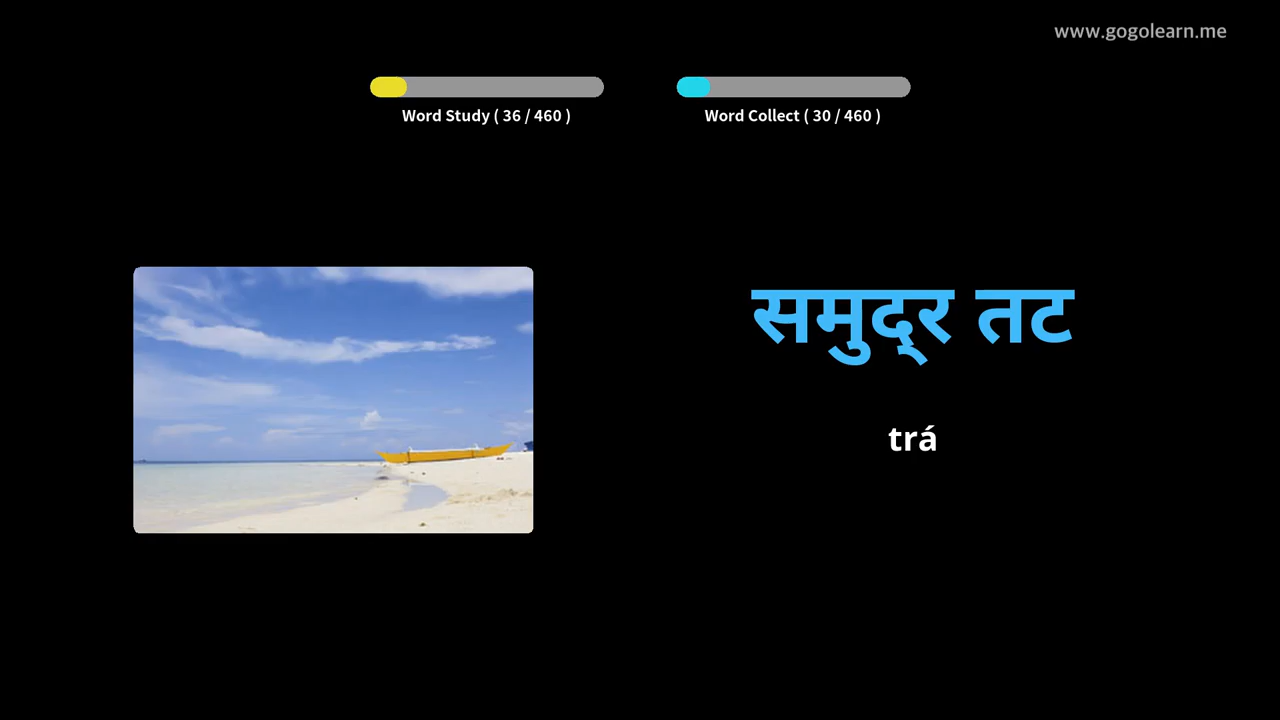 www.gogolearn.me
Word Study ( 36 / 460 )
Word Collect ( 30 / 460 )
समुद्र तट
trá